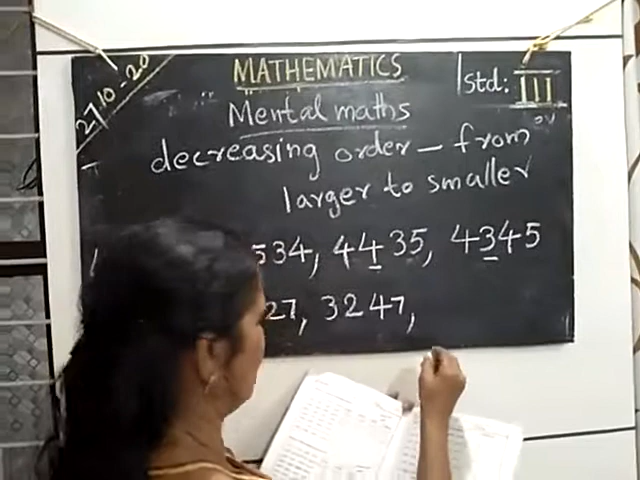 27-10-20
MATHEMATICS
Std: III
Mental maths
decreasing order – from
larger to smaller
534, 4435, 4345
27, 3247,